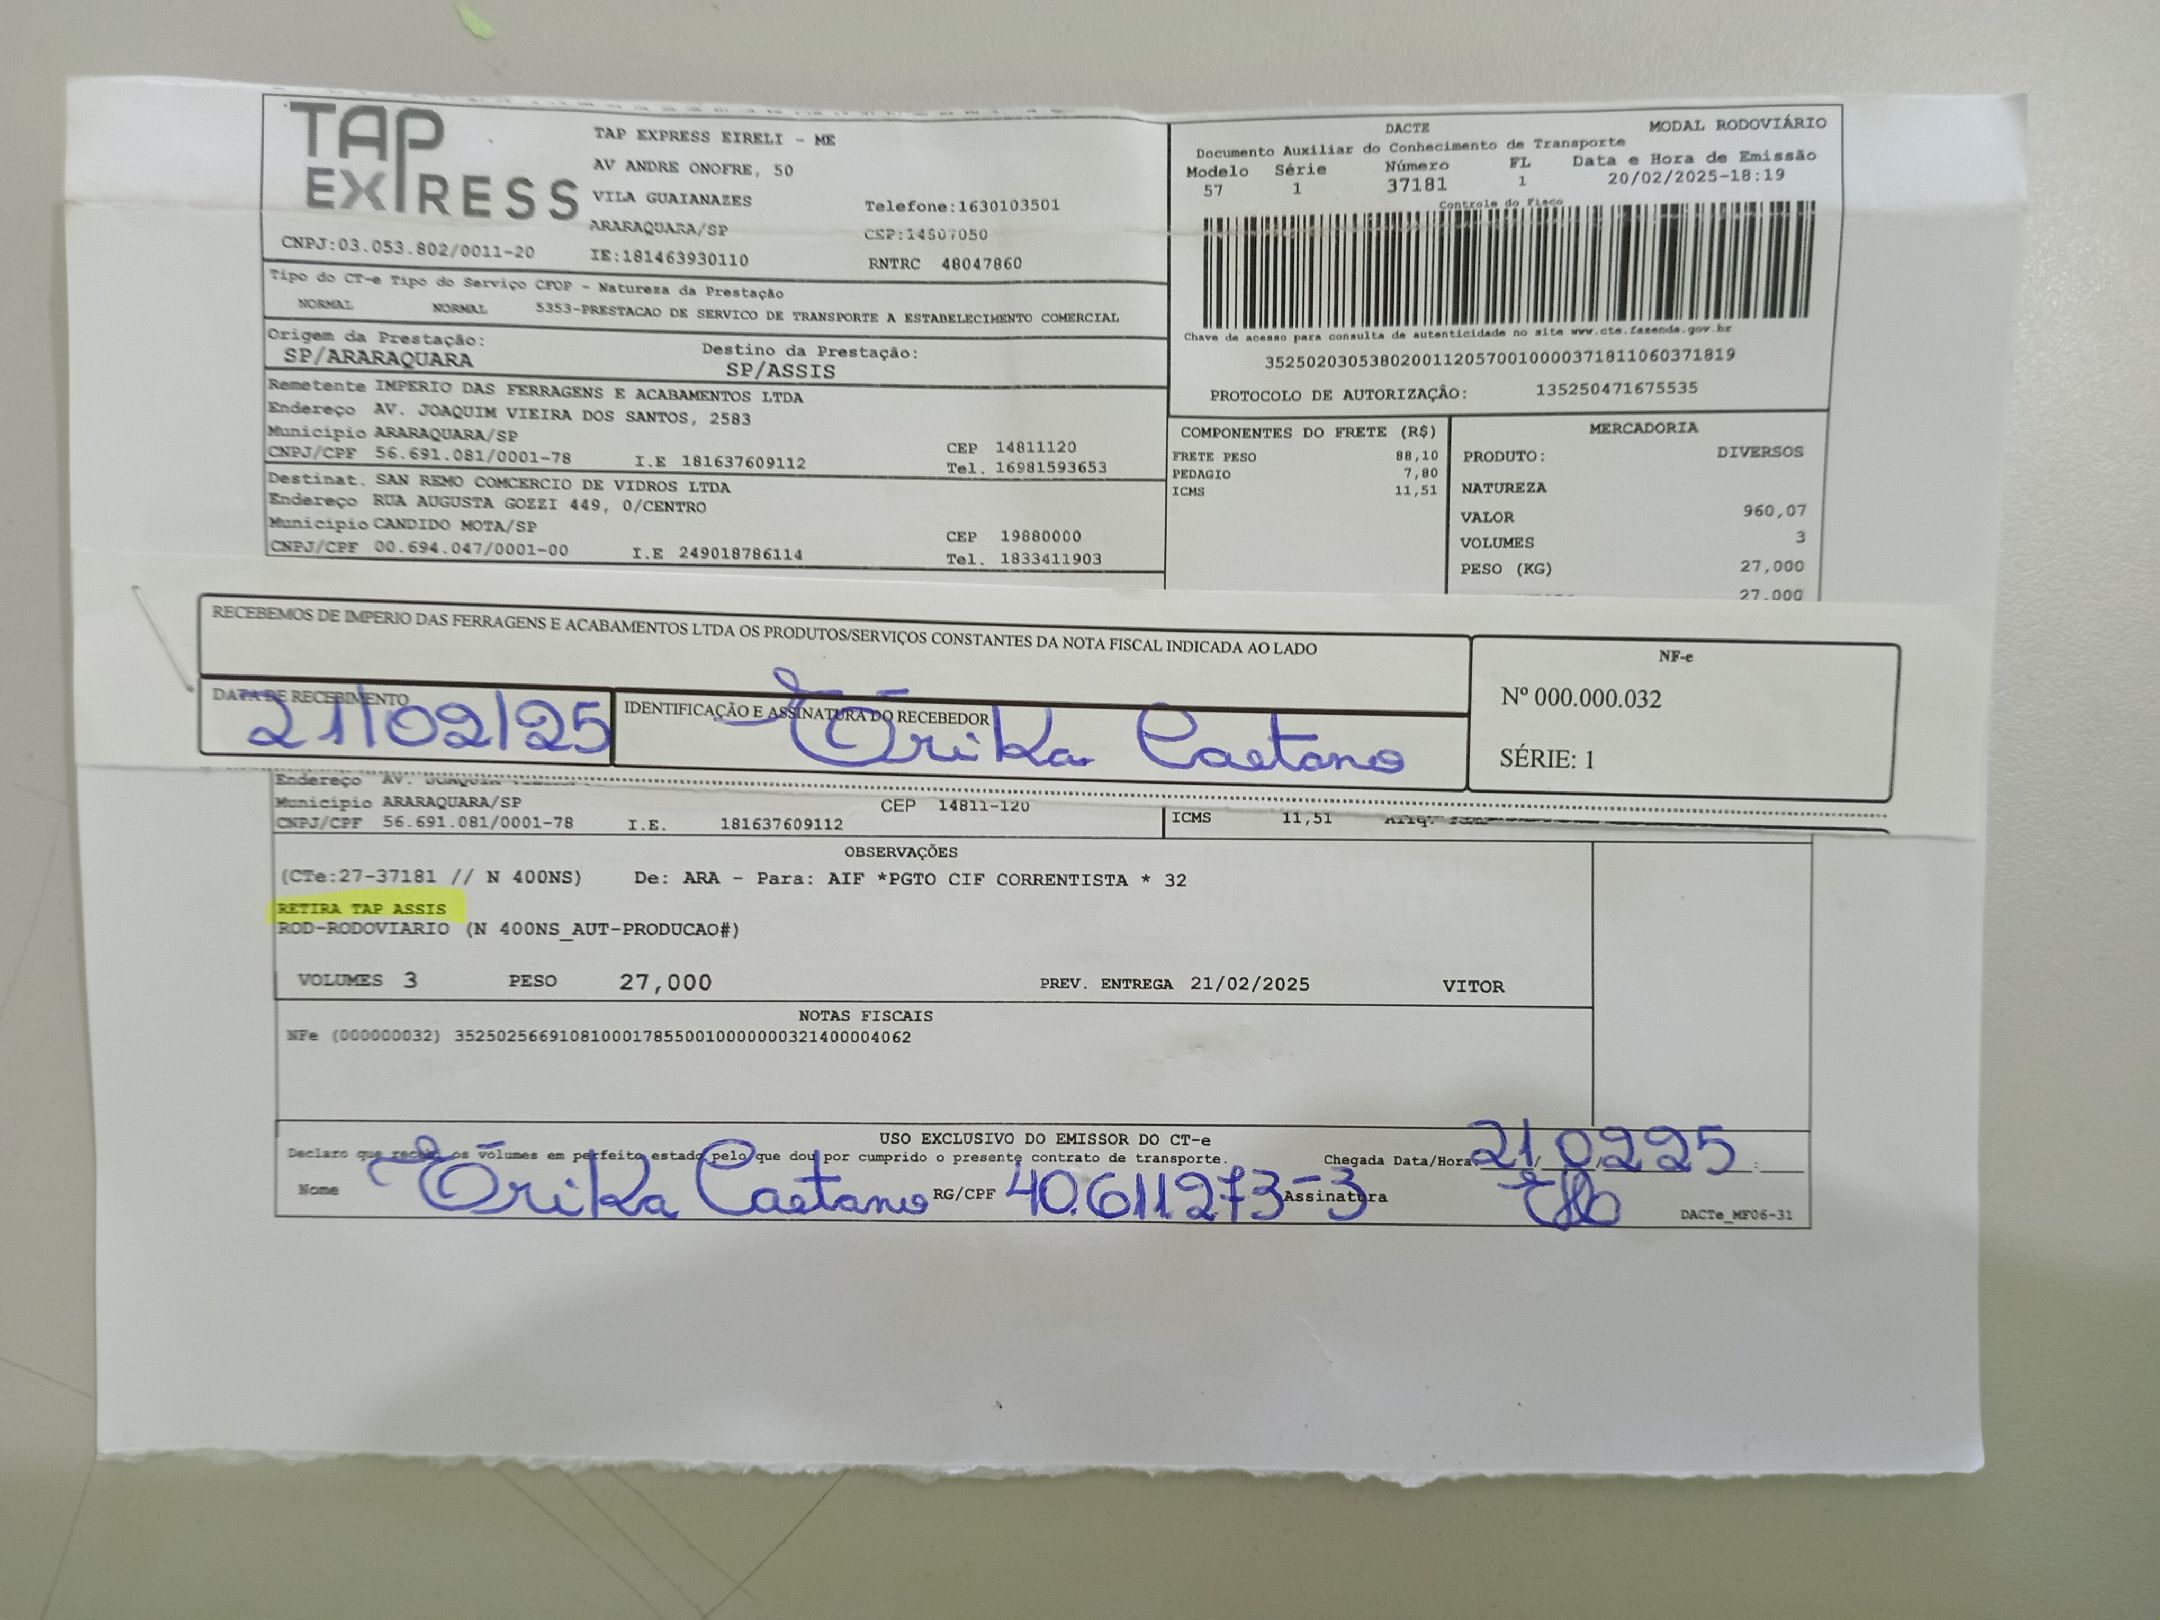 TAP EXPRESS
TAP EXPRESS EIRELI - ME
AV ANDRE ONOFRE, 50
VILA GUAIANAZES
Telefone:1630103501
ARARAQUARA/SP
CEP:14807050
CNPJ:03.053.802/0011-20
IE:181463930110
RNTRC 48047860
Tipo do CT-e Tipo do Serviço CFOP - Natureza da Prestação
NORMAL NORMAL 5353-PRESTACAO DE SERVICO DE TRANSPORTE A ESTABELECIMENTO COMERCIAL
Origem da Prestação:
SP/ARARAQUARA
Destino da Prestação:
SP/ASSIS
Remetente IMPERIO DAS FERRAGENS E ACABAMENTOS LTDA
Endereço AV. JOAQUIM VIEIRA DOS SANTOS, 2583
Municipio ARARAQUARA/SP CEP 14811120
CNPJ/CPF 56.691.081/0001-78 I.E 181637609112 Tel. 16981593653
Destinat. SAN REMO COMCERCIO DE VIDROS LTDA
Endereço RUA AUGUSTA GOZZI 449, 0/CENTRO
Municipio CANDIDO MOTA/SP CEP 19880000
CNPJ/CPF 00.694.047/0001-00 I.E 249018786114 Tel. 1833411903
DACTE MODAL RODOVIÁRIO
Documento Auxiliar do Conhecimento de Transporte
Modelo Série Número FL Data e Hora de Emissão
57 1 37181 1 20/02/2025-18:19
Controle do Fisco
Chave de acesso para consulta de autenticidade no site www.cte.fazenda.gov.br
35250203053802001120570010000371811060371819
PROTOCOLO DE AUTORIZAÇÂO: 135250471675535
COMPONENTES DO FRETE (R$)
FRETE PESO 88,10
PEDAGIO 7,80
ICMS 11,51
MERCADORIA
PRODUTO: DIVERSOS
NATUREZA
VALOR 960,07
VOLUMES 3
PESO (KG) 27,000
27.000
RECEBEMOS DE IMPERIO DAS FERRAGENS E ACABAMENTOS LTDA OS PRODUTOS/SERVIÇOS CONSTANTES DA NOTA FISCAL INDICADA AO LADO
DATA DE RECEBIMENTO
21/02/25
IDENTIFICAÇÃO E ASSINATURA DO RECEBEDOR
Érika Caetano
NF-e
Nº 000.000.032
SÉRIE: 1
Endereço AV. JOAQUIM
Municipio ARARAQUARA/SP CEP 14811-120
CNPJ/CPF 56.691.081/0001-78 I.E. 181637609112
ICMS 11,51
OBSERVAÇÕES
(CTe:27-37181 // N 400NS) De: ARA - Para: AIF *PGTO CIF CORRENTISTA * 32
RETIRA TAP ASSIS
ROD-RODOVIARIO (N 400NS_AUT-PRODUCAO#)
VOLUMES 3 PESO 27,000 PREV. ENTREGA 21/02/2025 VITOR
NOTAS FISCAIS
NFe (000000032) 35250256691081000178550010000000321400004062
USO EXCLUSIVO DO EMISSOR DO CT-e
Declaro que recebi os volumes em perfeito estado pelo que dou por cumprido o presente contrato de transporte. Chegada Data/Hora 21/02/25
Nome Érika Caetano RG/CPF 40.611273-3 Assinatura
DACTe_MF06-31